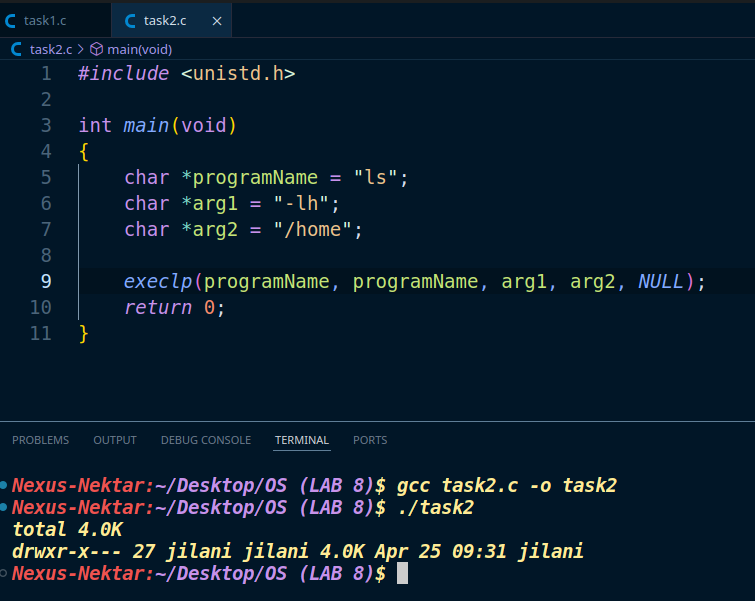 task1.c
task2.c ×
task2.c > main(void)
1 #include <unistd.h>
2
3 int main(void)
4 {
5 char *programName = "ls";
6 char *arg1 = "-lh";
7 char *arg2 = "/home";
8
9 execlp(programName, programName, arg1, arg2, NULL);
10 return 0;
11 }
PROBLEMS OUTPUT DEBUG CONSOLE TERMINAL PORTS
Nexus-Nektar:~/Desktop/OS (LAB 8)$ gcc task2.c -o task2
Nexus-Nektar:~/Desktop/OS (LAB 8)$ ./task2
total 4.0K
drwxr-x--- 27 jilani jilani 4.0K Apr 25 09:31 jilani
Nexus-Nektar:~/Desktop/OS (LAB 8)$